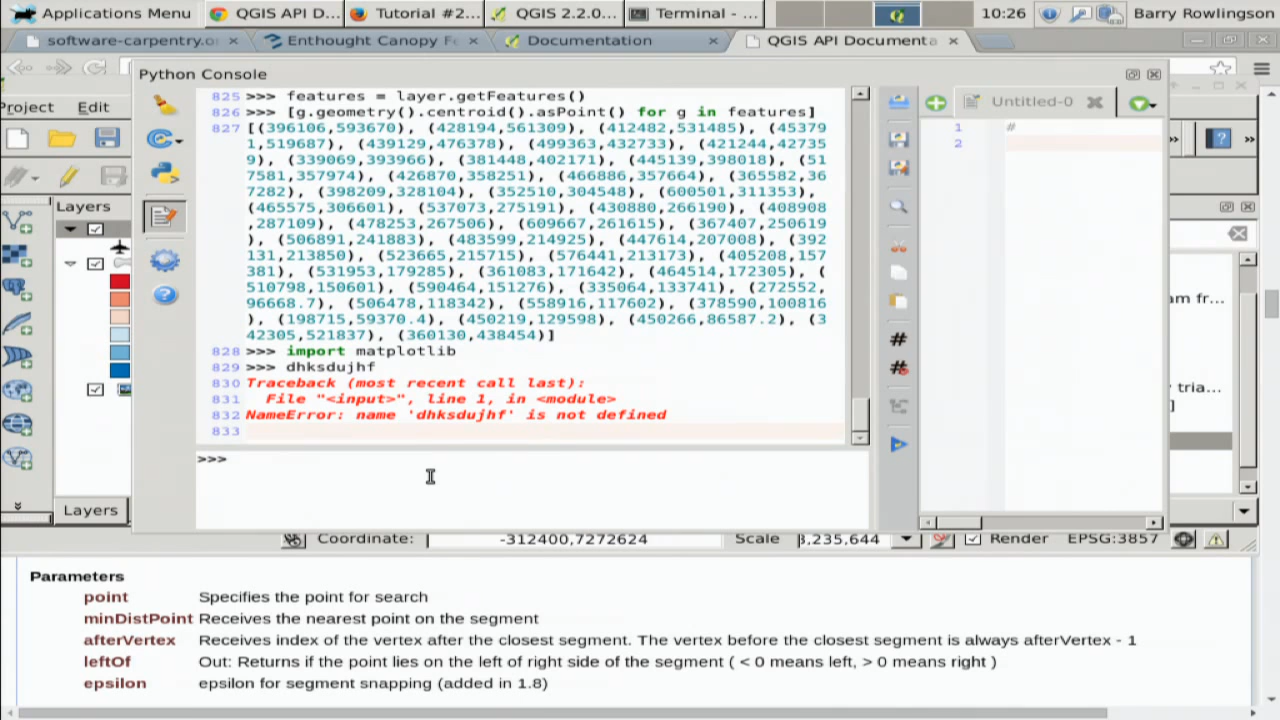 Applications Menu
QGIS API D...
Tutorial #2...
QGIS 2.2.0...
Terminal - ...
10:26
Barry Rowlingson
software-carpentry.o
Enthought Canopy F
Documentation
QGIS API Documenta
Python Console
Project Edit
Layers
825 >>> features = layer.getFeatures()
826 >>> [g.geometry().centroid().asPoint() for g in features]
827 [(396106,593670), (428194,561309), (412482,531485), (45379
1,519687), (439129,476378), (499363,432733), (421244,42735
9), (339069,393966), (381448,402171), (445139,398018), (51
7581,357974), (426870,358251), (466886,357664), (365582,36
7282), (398209,328104), (352510,304548), (600501,311353),
(465575,306601), (537073,275191), (430880,266190), (408908
,287109), (478253,267506), (609667,261615), (367407,250619
), (506891,241883), (483599,214925), (447614,207008), (392
131,213850), (523665,215715), (576441,213173), (405208,157
381), (531953,179285), (361083,171642), (464514,172305), (
510798,150601), (590464,151276), (335064,133741), (272552,
96668.7), (506478,118342), (558916,117602), (378590,100816
), (198715,59370.4), (450219,129598), (450266,86587.2), (3
42305,521837), (360130,438454)]
828 >>> import matplotlib
829 >>> dhksdujhf
830 Traceback (most recent call last):
831 File "<input>", line 1, in <module>
832 NameError: name 'dhksdujhf' is not defined
833
>>>
Untitled-0
1 #
2
am fr...
y tria...
]
Layers
Coordinate: -312400,7272624 Scale 3,235,644 Render EPSG:3857
Parameters
point Specifies the point for search
minDistPoint Receives the nearest point on the segment
afterVertex Receives index of the vertex after the closest segment. The vertex before the closest segment is always afterVertex - 1
leftOf Out: Returns if the point lies on the left of right side of the segment ( < 0 means left, > 0 means right )
epsilon epsilon for segment snapping (added in 1.8)